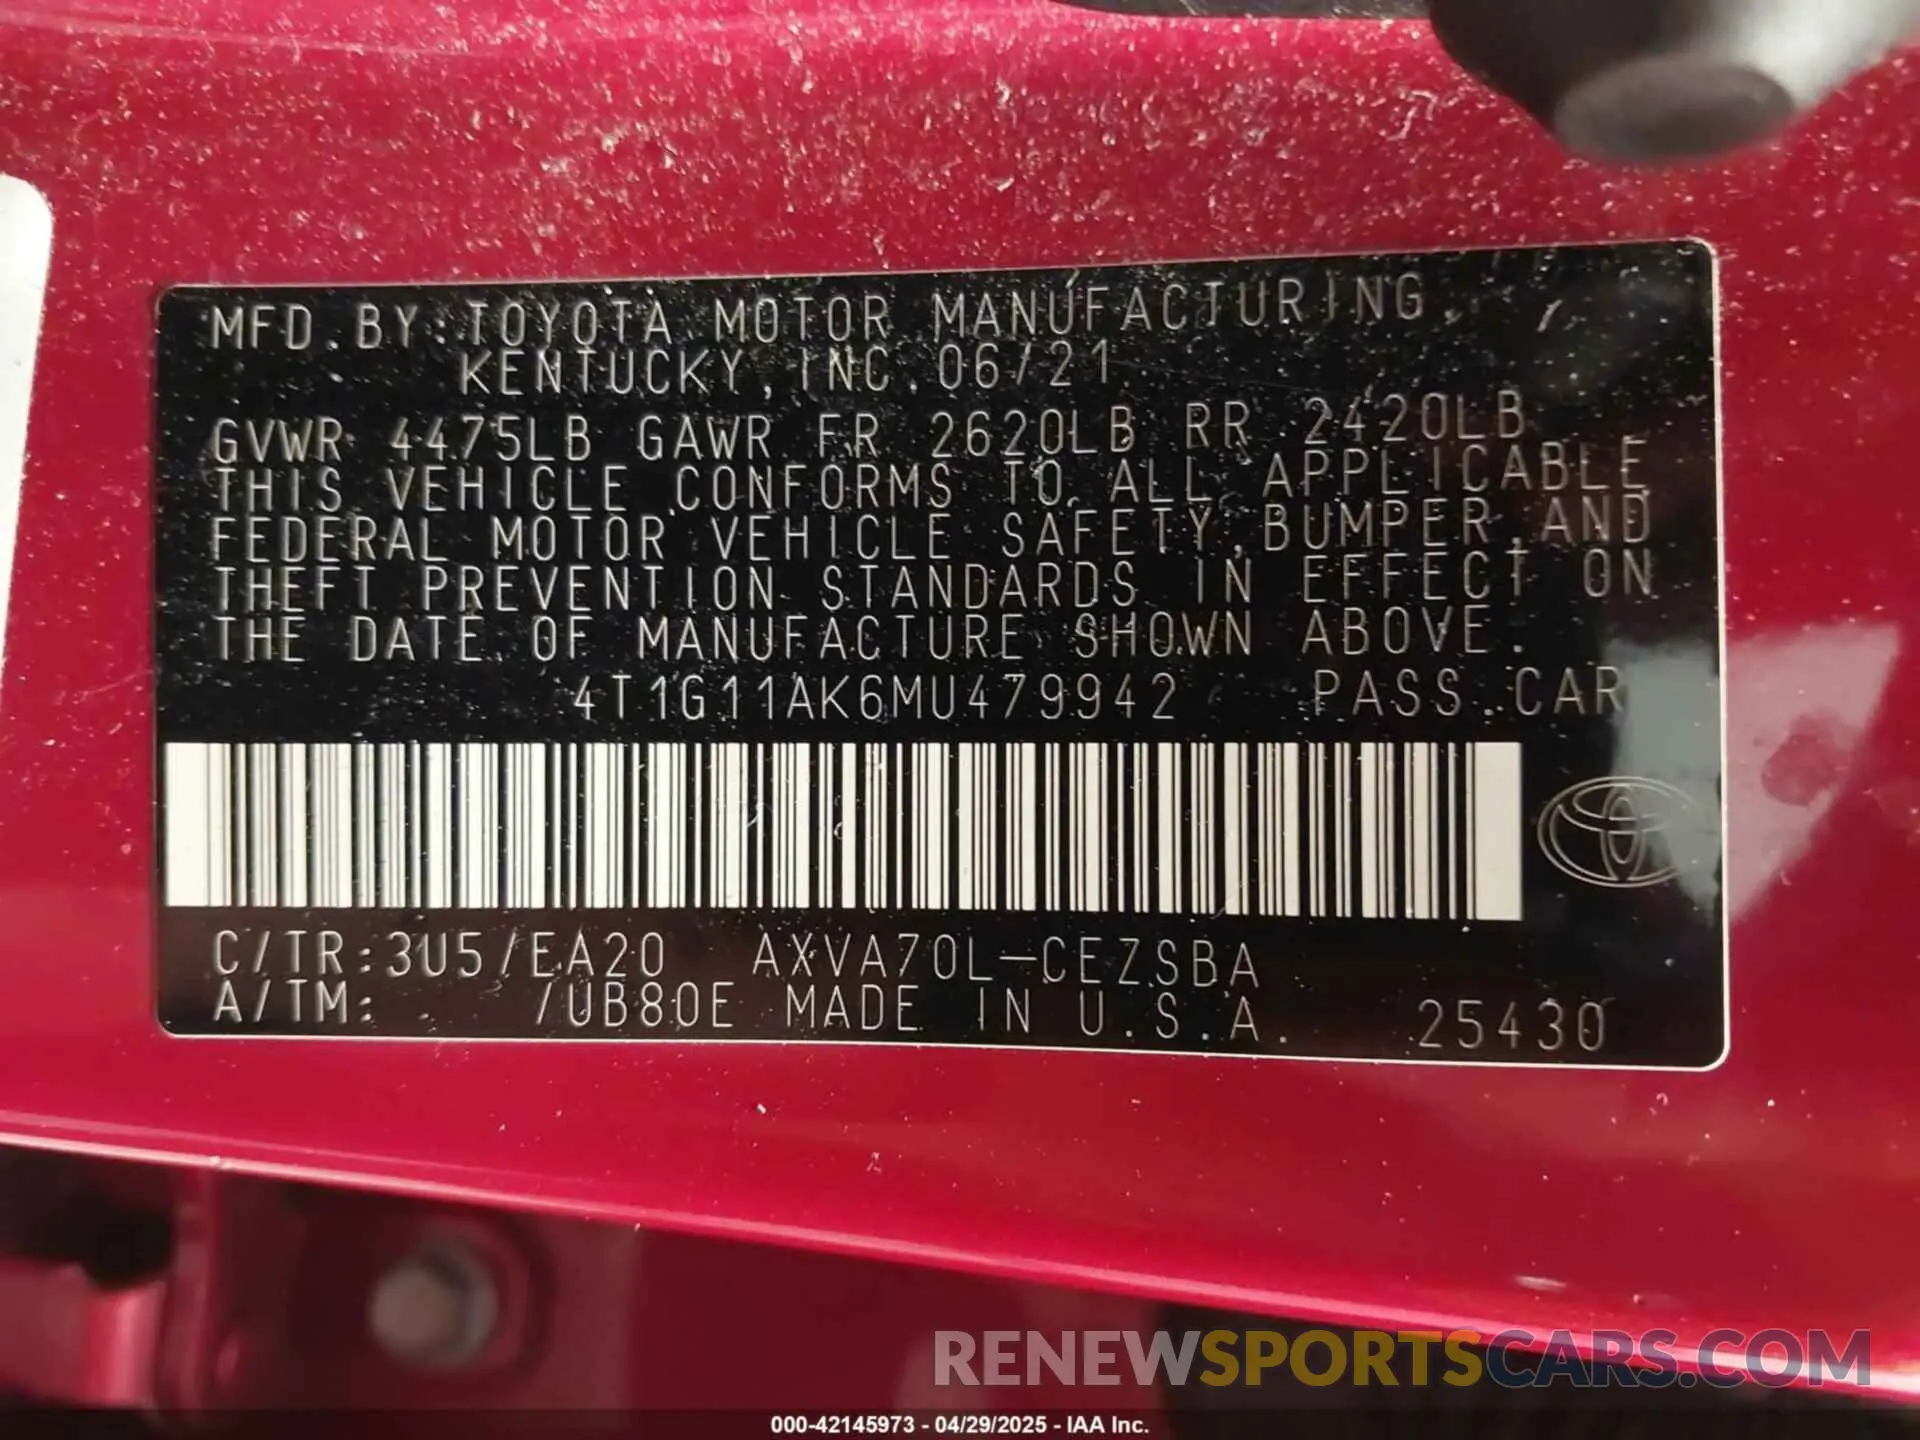 MFD.BY:TOYOTA MOTOR MANUFACTURING,
KENTUCKY,INC.06/21
GVWR 4475LB GAWR FR 2620LB RR 2420LB
THIS VEHICLE CONFORMS TO ALL APPLICABLE
FEDERAL MOTOR VEHICLE SAFETY,BUMPER,AND
THEFT PREVENTION STANDARDS IN EFFECT ON
THE DATE OF MANUFACTURE SHOWN ABOVE.
4T1G11AK6MU479942 PASS.CAR
C/TR:3U5/EA20 AXVA70L-CEZSBA
A/TM: /UB80E MADE IN U.S.A. 25430
RENEWSPORTSCARS.COM
000-42145973 - 04/29/2025 - IAA Inc.